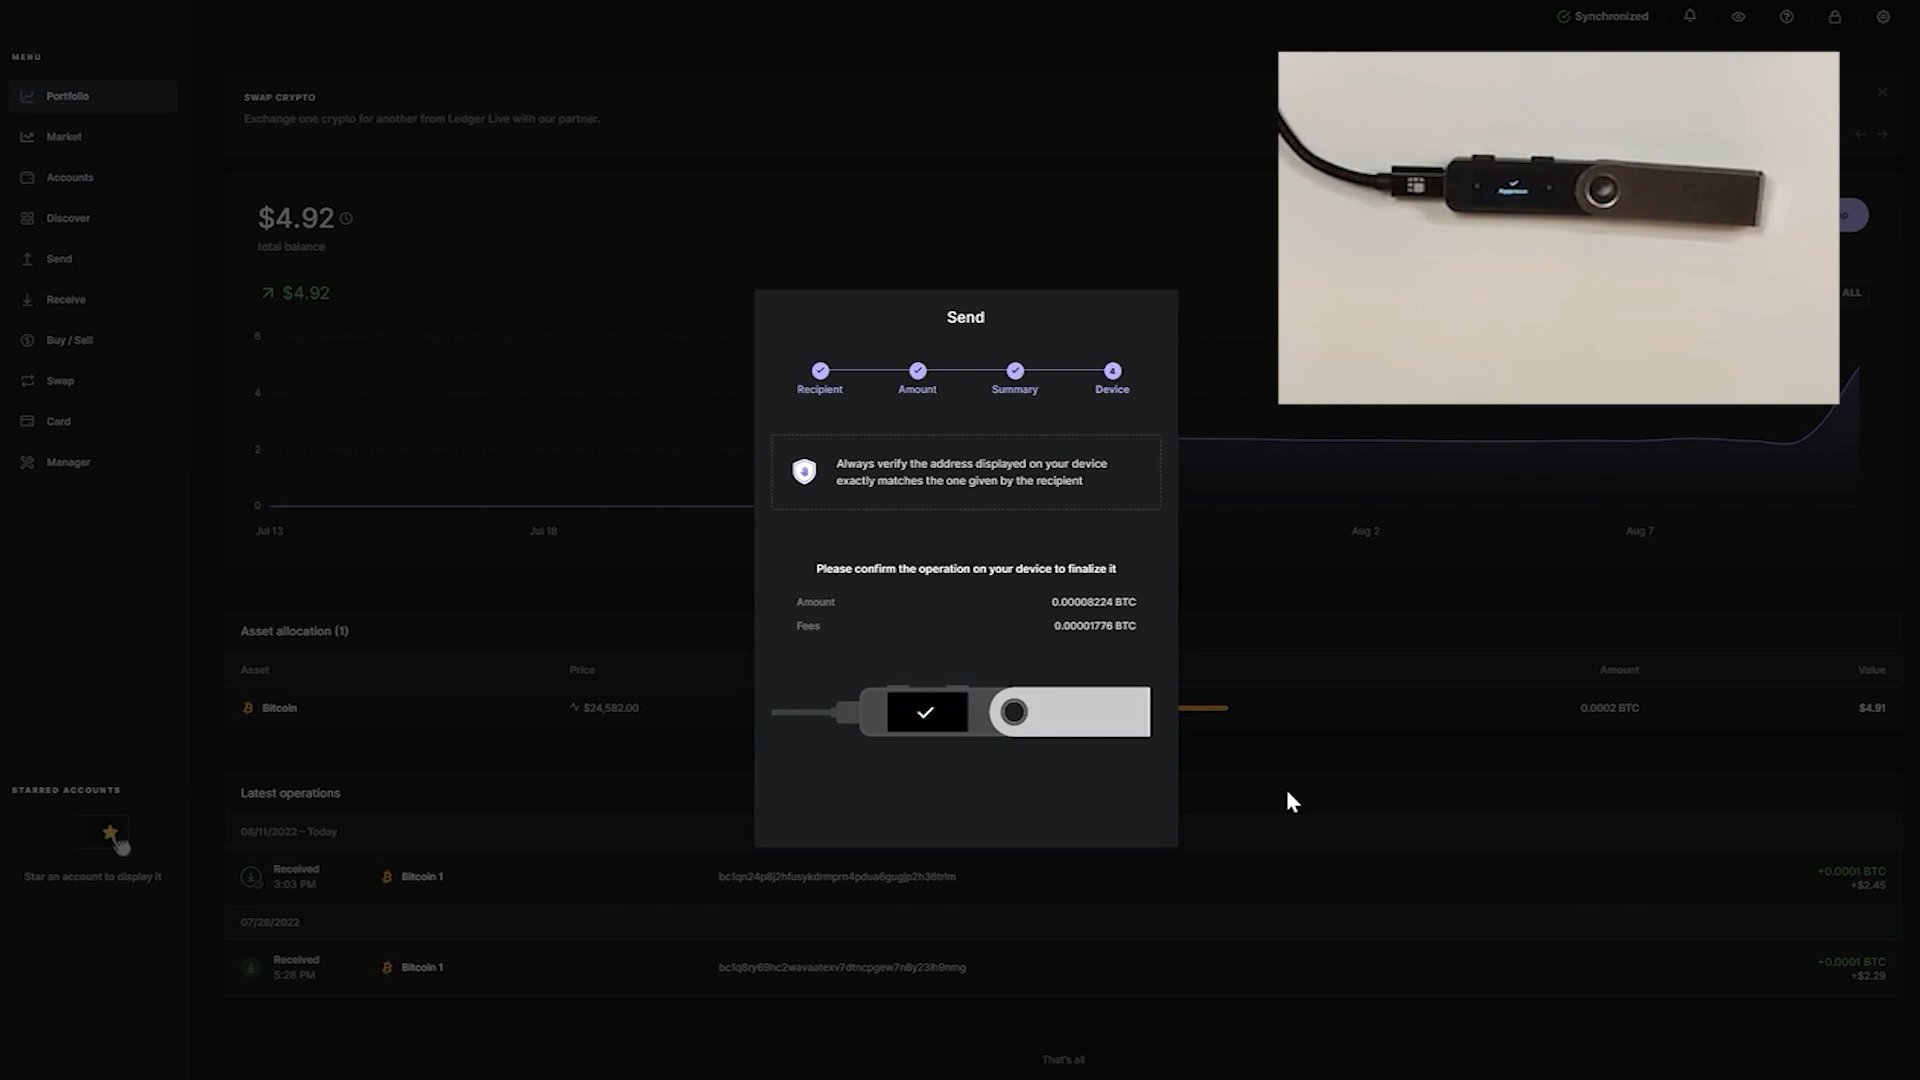 Synchronized
MENU
Portfolio
Market
Accounts
Discover
Send
Receive
Buy / Sell
Swap
Card
Manager
STARRED ACCOUNTS
Star an account to display it
SWAP CRYPTO
Exchange one crypto for another from Ledger Live with our partner.
$4.92
total balance
$4.92
ALL
6
4
2
0
Jul 13
Jul 18
Aug 2
Aug 7
Send
4
Recipient
Amount
Summary
Device
Always verify the address displayed on your device
exactly matches the one given by the recipient
Please confirm the operation on your device to finalize it
Amount 0.00008224 BTC
Fees 0.00001776 BTC
Approve
Asset allocation (1)
Asset Price Amount Value
Bitcoin $24,582.00 0.0002 BTC $4.91
Latest operations
08/11/2022 – Today
Received
3:03 PM
Bitcoin 1
+0.0001 BTC
+$2.45
07/28/2022
Received
5:28 PM
Bitcoin 1
+0.0001 BTC
+$2.29
That's all